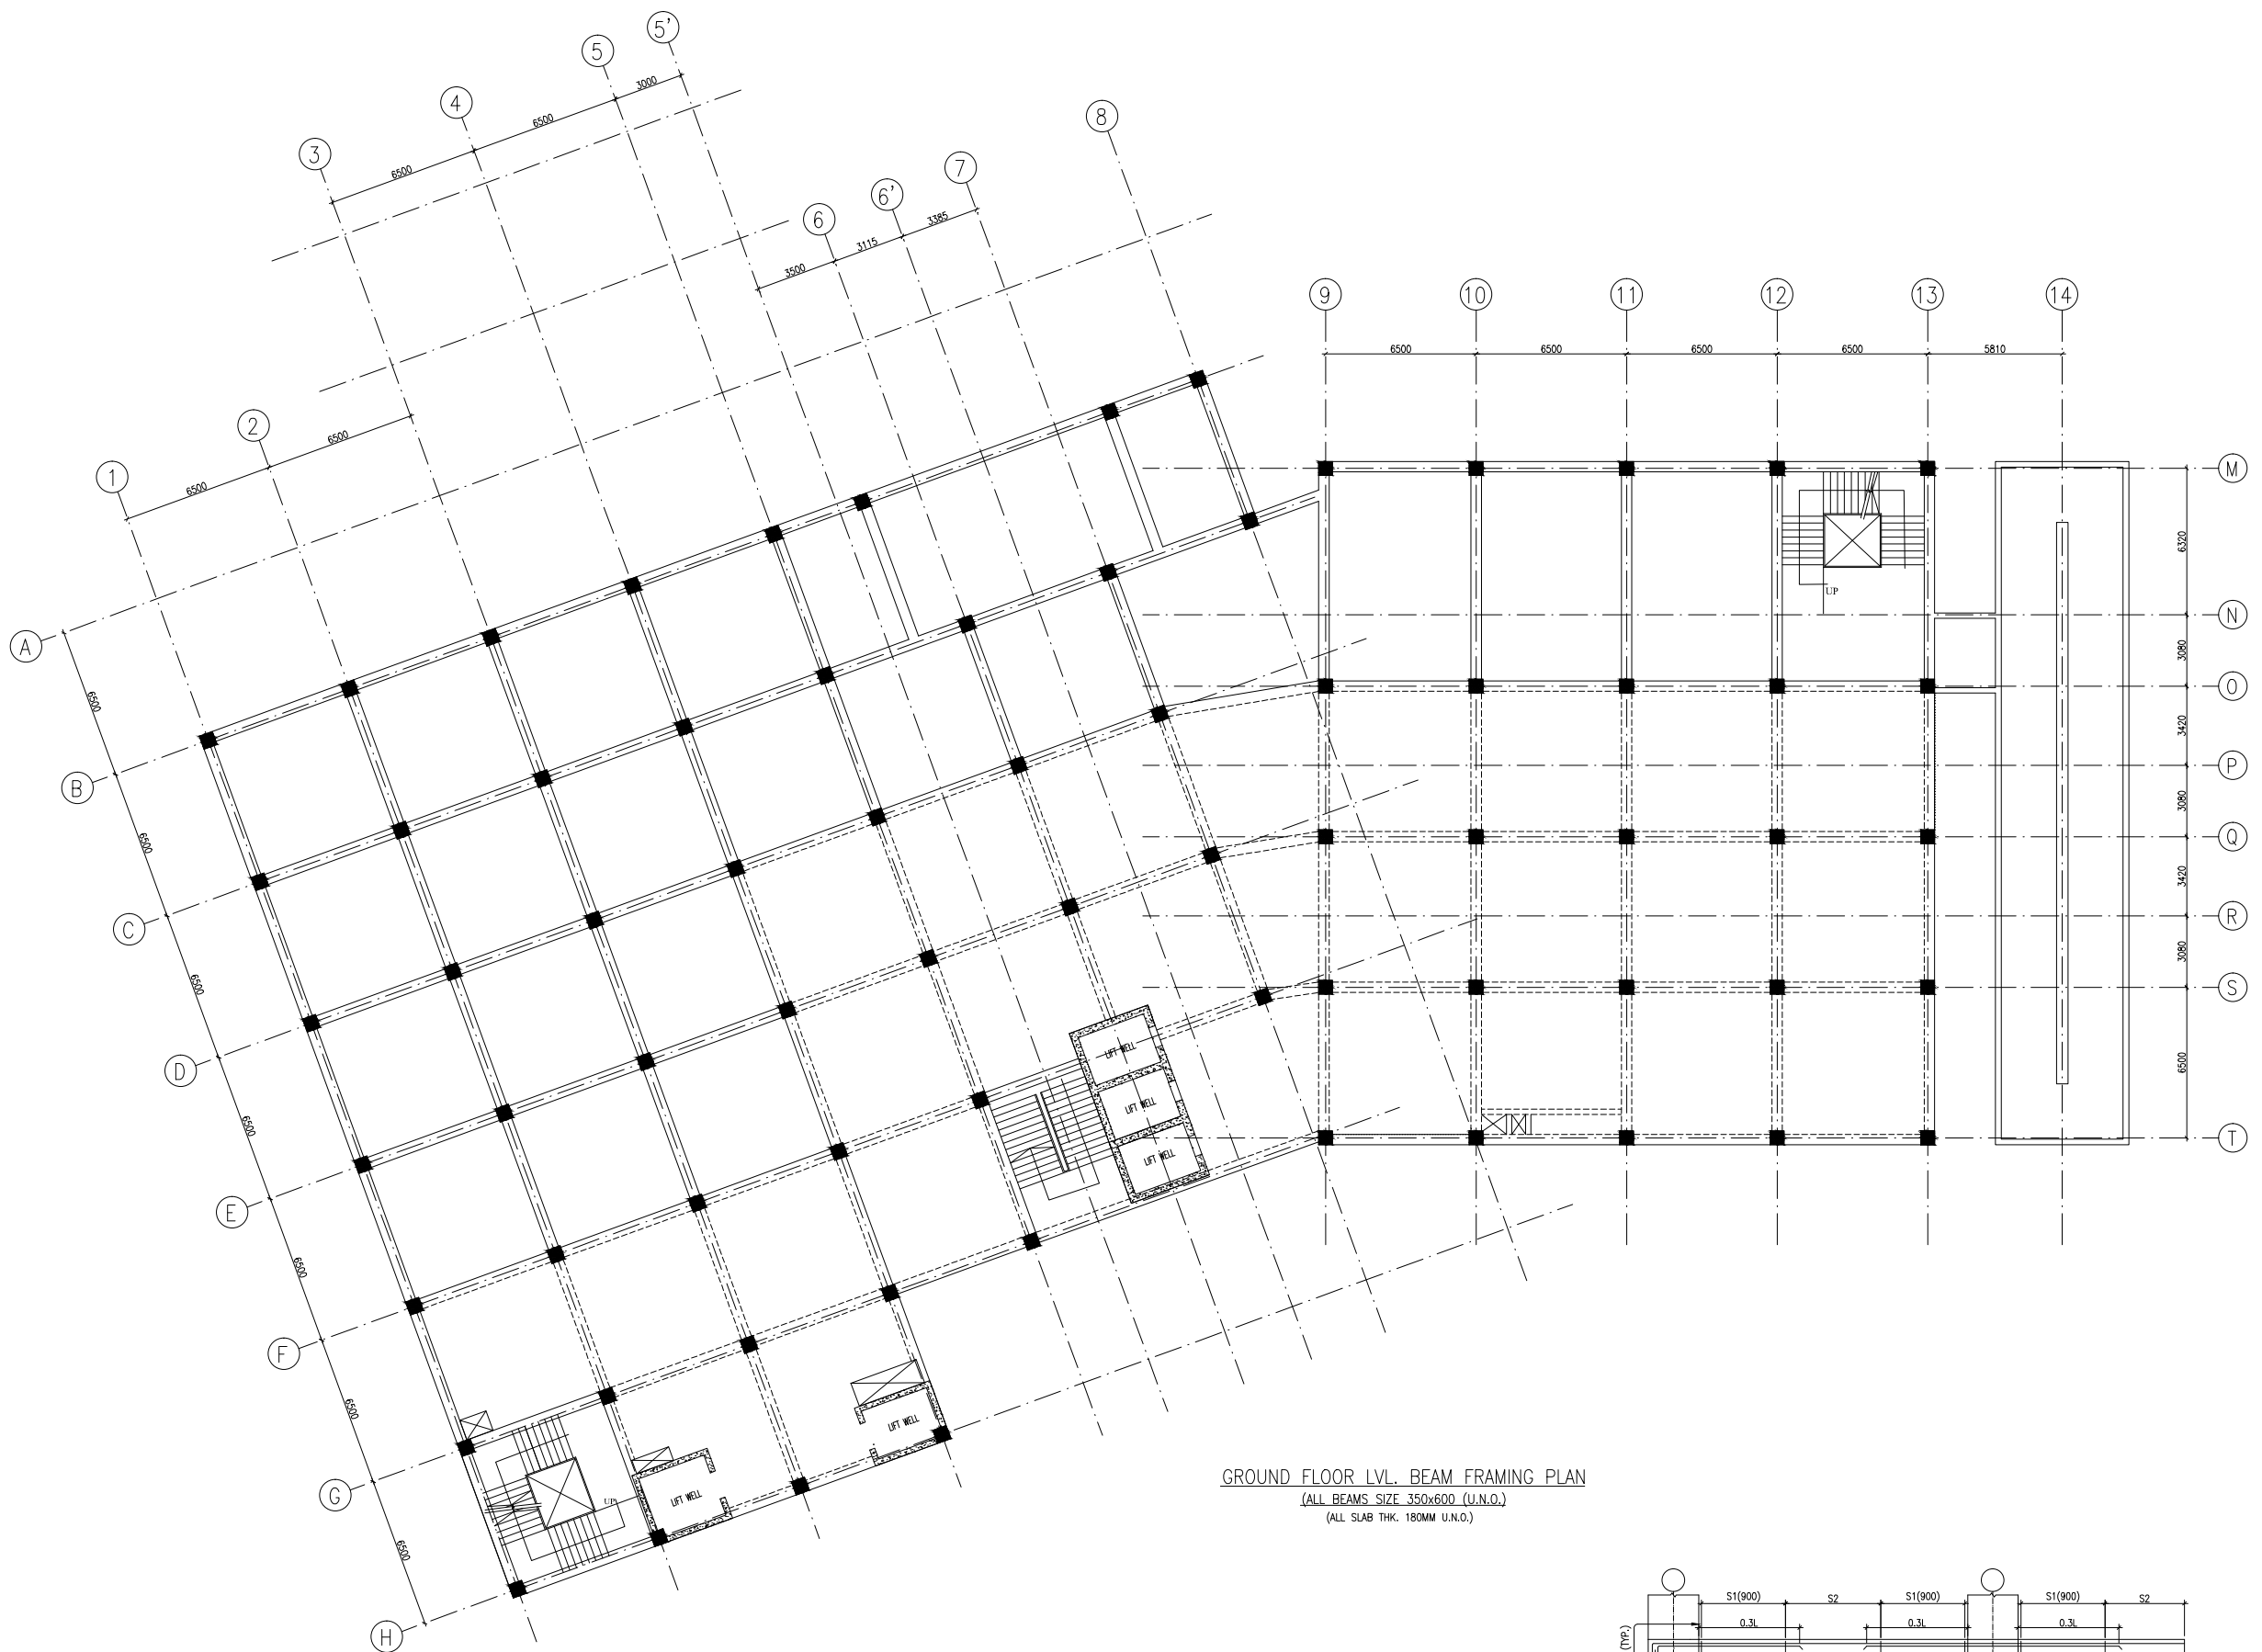 5'
5
3000
4
6500
8
3
6500
7
6'
6
3385
3115
3500
9
10
11
12
13
14
6500
6500
6500
6500
5810
2
6500
1
6500
M
6320
UP
N
A
3080
O
6500
3420
B
P
3080
6500
Q
3420
C
R
6500
3080
D
S
LIFT WELL
6500
6500
LIFT WELL
T
LIFT WELL
E
6500
F
6500
LIFT WELL
GROUND FLOOR LVL. BEAM FRAMING PLAN
G
UP
LIFT WELL
(ALL BEAMS SIZE 350x600 (U.N.O.)
(ALL SLAB THK. 180MM U.N.O.)
6500
S1(900)
S2
S1(900)
S1(900)
S2
H
(TYP.)
0.3L
0.3L
0.3L